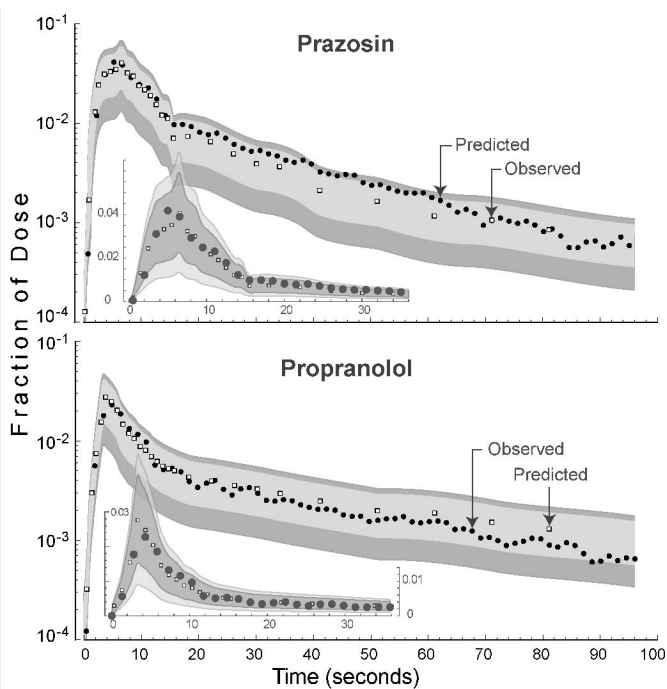 Fraction of Dose
10-1
Prazosin
10-2
Predicted
Observed
0.04
10-3
0
10-4
0
10
20
30
10-1
Propranolol
10-2
Observed
Predicted
0.03
10-3
0.01
0
0
0
10
20
30
10-4
0 10 20 30 40 50 60 70 80 90 100
Time (seconds)